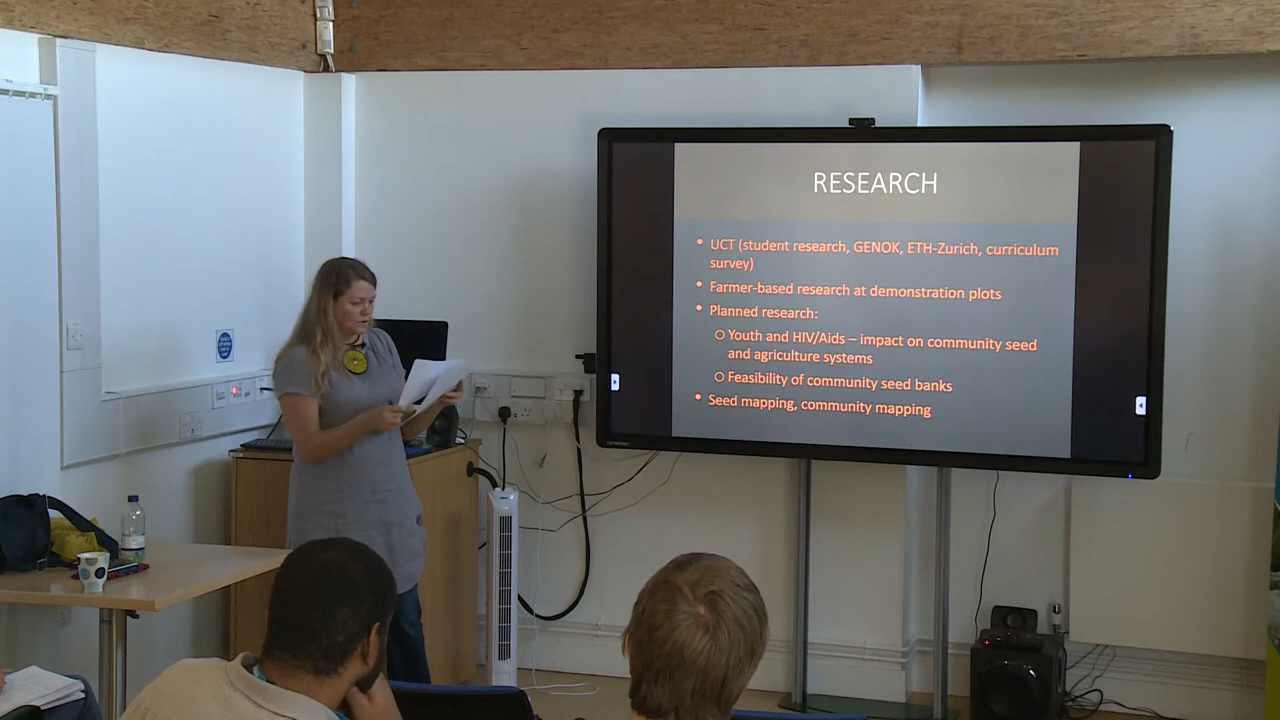 RESEARCH
• UCT (student research, GENOK, ETH-Zurich, curriculum
survey)
• Farmer-based research at demonstration plots
• Planned research:
o Youth and HIV/Aids – impact on community seed
and agriculture systems
o Feasibility of community seed banks
• Seed mapping, community mapping